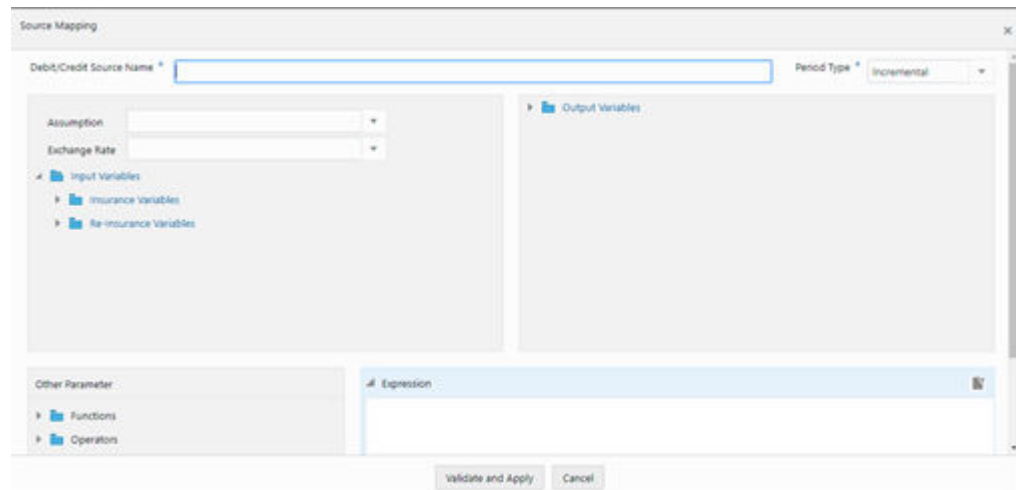 Source Mapping
Debit/Credit Source Name * Period Type * Incremental
Assumption
Exchange Rate
Input Variables
Insurance Variables
Re-insurance Variables
Output Variables
Other Parameter
Functions
Operators
Expression
Validate and Apply Cancel